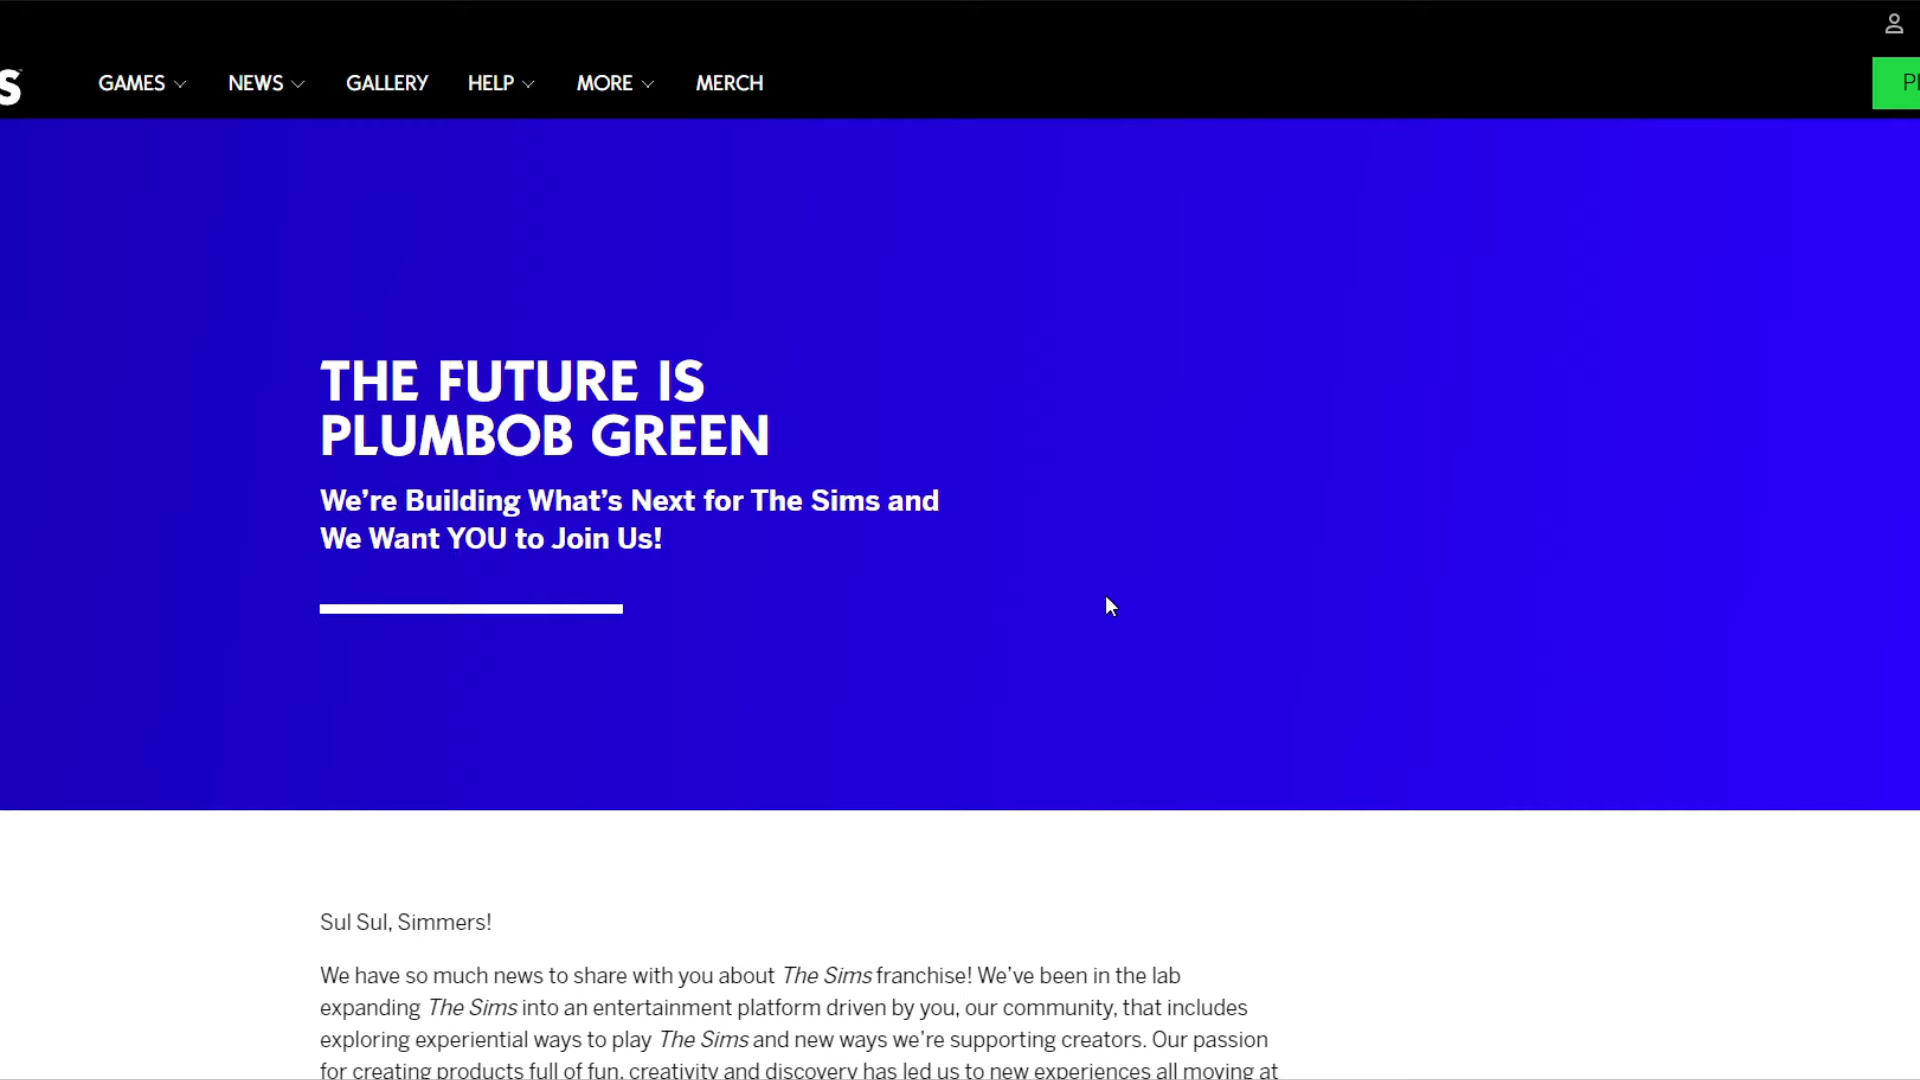 S
GAMES NEWS GALLERY HELP MORE MERCH
THE FUTURE IS
PLUMBOB GREEN
We’re Building What’s Next for The Sims and
We Want YOU to Join Us!
Sul Sul, Simmers!
We have so much news to share with you about The Sims franchise! We’ve been in the lab
expanding The Sims into an entertainment platform driven by you, our community, that includes
exploring experiential ways to play The Sims and new ways we’re supporting creators. Our passion
for creating products full of fun, creativity and discovery has led us to new experiences all moving at